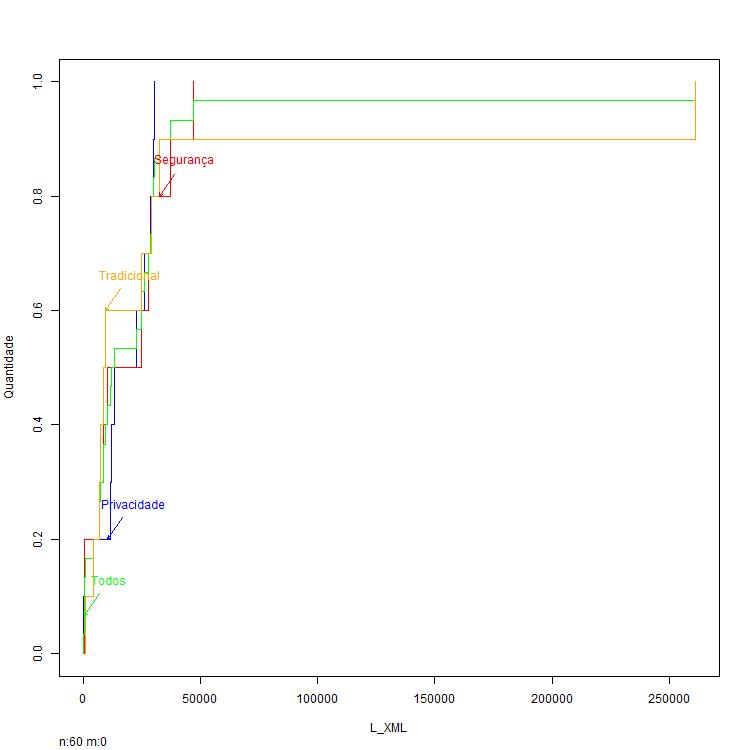 1.0
0.8
0.6
0.4
0.2
0.0
Quantidade
Segurança
Tradicional
Privacidade
Todos
0 50000 100000 150000 200000 250000
L_XML
n:60 m:0